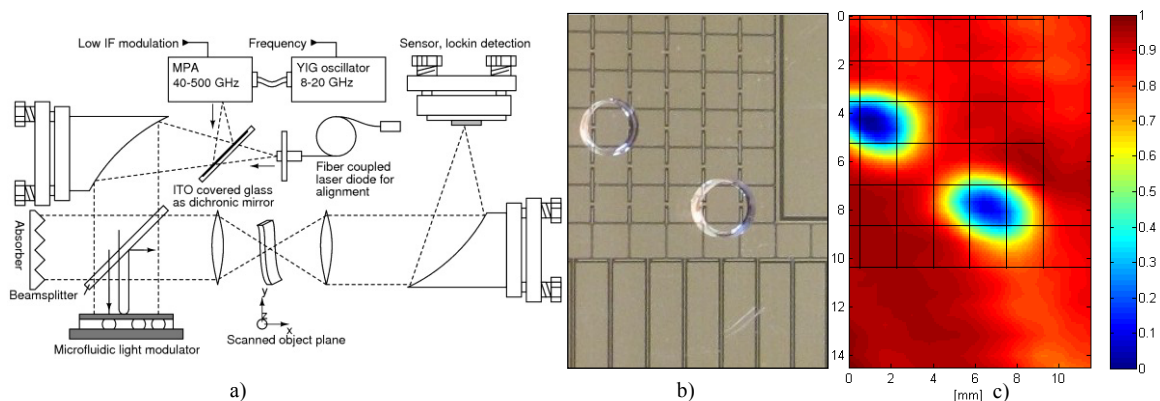 Low IF modulation
Frequency
Sensor, lockin detection
MPA
40-500 GHz
YIG oscillator
8-20 GHz
Fiber coupled
laser diode for
alignment
ITO covered glass
as dichronic mirror
Absorber
Beamsplitter
y
z
x
Microfluidic light modulator
Scanned object plane
a)
b)
0
2
4
6
8
10
12
14
0
2
4
6
8
10
[mm]
c)
1
0.9
0.8
0.7
0.6
0.5
0.4
0.3
0.2
0.1
0